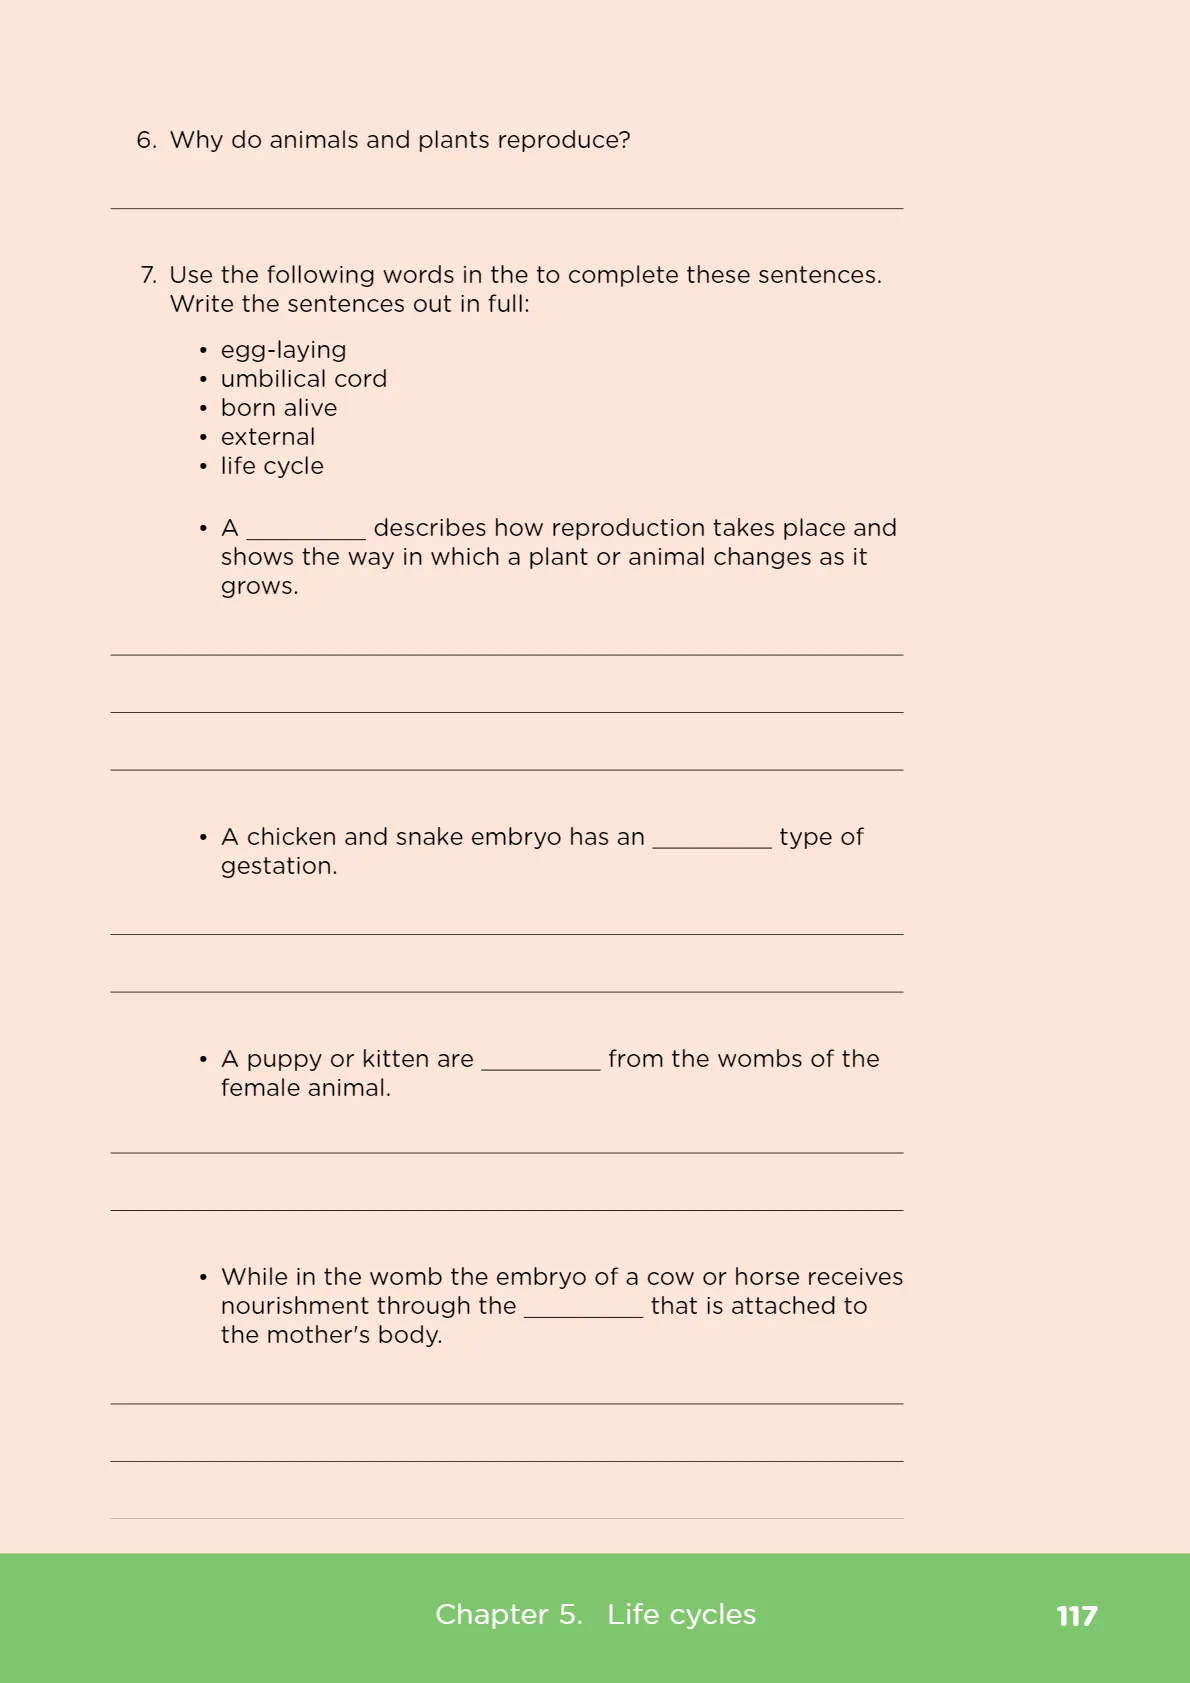 6. Why do animals and plants reproduce?
7. Use the following words in the to complete these sentences.
Write the sentences out in full:
• egg-laying
• umbilical cord
• born alive
• external
• life cycle
• A _________ describes how reproduction takes place and
shows the way in which a plant or animal changes as it
grows.
• A chicken and snake embryo has an _________ type of
gestation.
• A puppy or kitten are _________ from the wombs of the
female animal.
• While in the womb the embryo of a cow or horse receives
nourishment through the _________ that is attached to
the mother's body.
Chapter 5. Life cycles 117